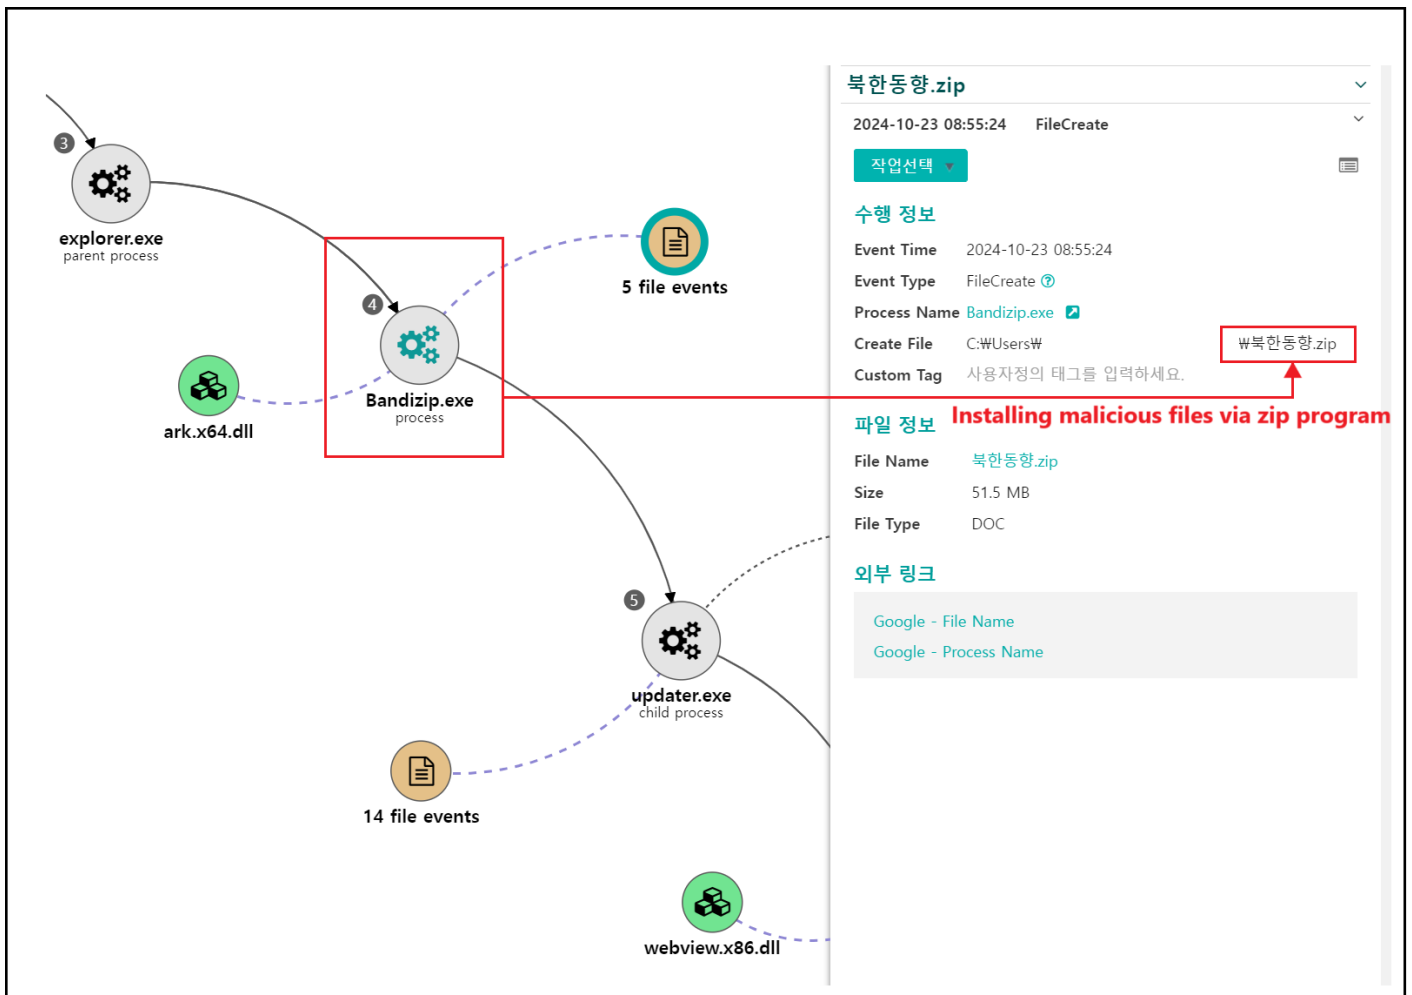 3
explorer.exe
parent process
4
Bandizip.exe
process
5 file events
ark.x64.dll
5
updater.exe
child process
14 file events
webview.x86.dll
북한동향.zip
2024-10-23 08:55:24 FileCreate
작업선택
수행 정보
Event Time 2024-10-23 08:55:24
Event Type FileCreate ?
Process Name Bandizip.exe
Create File C:₩Users₩ ₩북한동향.zip
Custom Tag 사용자정의 태그를 입력하세요.
Installing malicious files via zip program
파일 정보
File Name 북한동향.zip
Size 51.5 MB
File Type DOC
외부 링크
Google - File Name
Google - Process Name